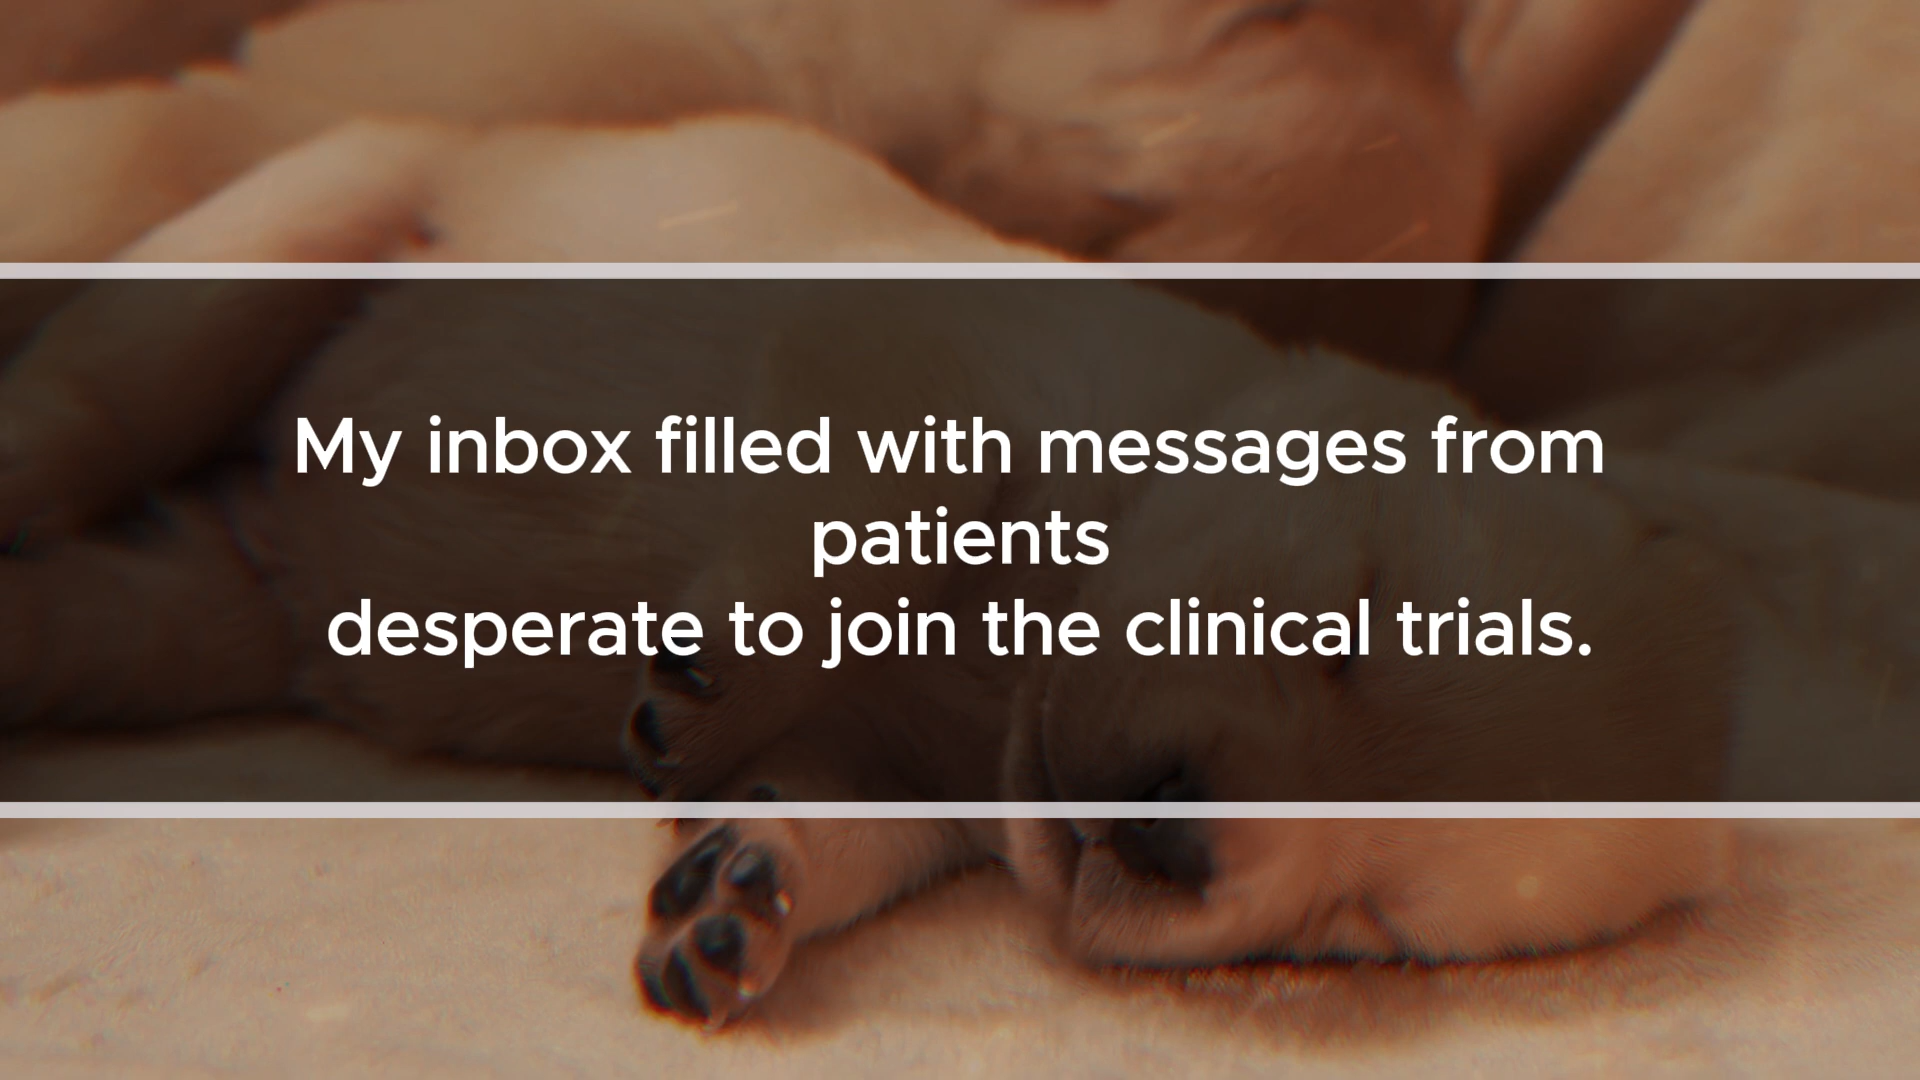 My inbox filled with messages from
patients
desperate to join the clinical trials.